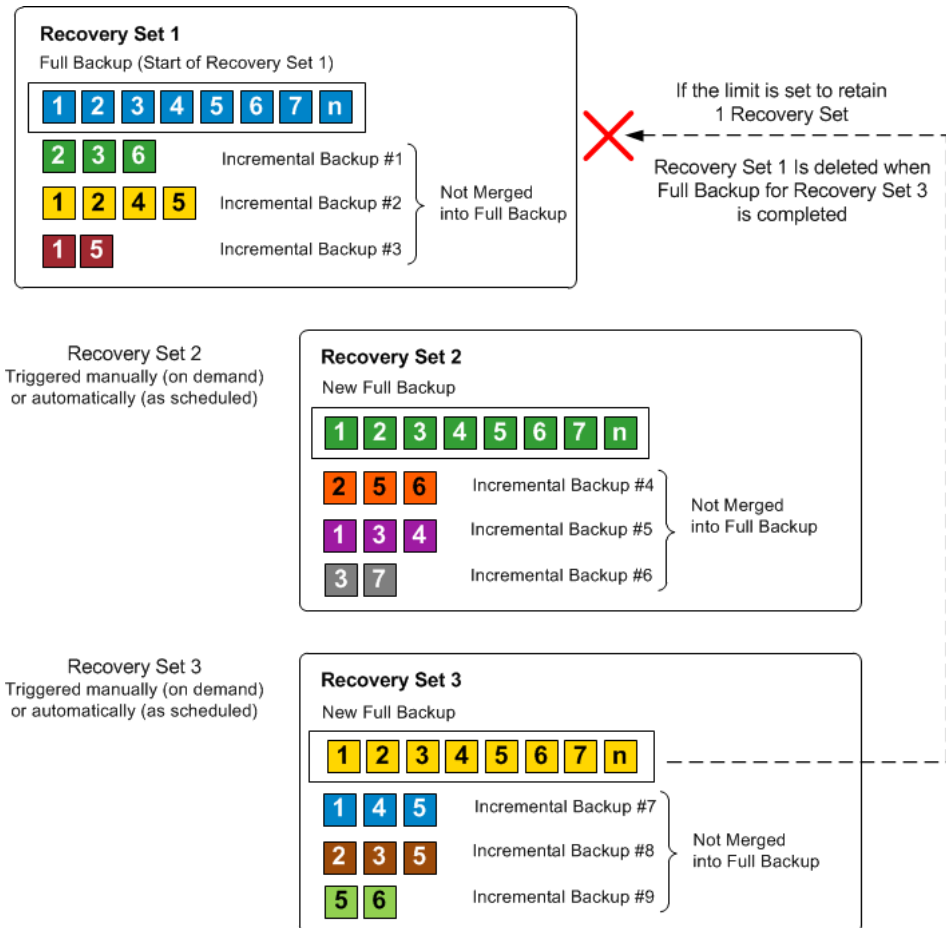 Recovery Set 1
Full Backup (Start of Recovery Set 1)
1 2 3 4 5 6 7 n
2 3 6 Incremental Backup #1
1 2 4 5 Incremental Backup #2
1 5 Incremental Backup #3
Not Merged
into Full Backup
If the limit is set to retain
1 Recovery Set
Recovery Set 1 Is deleted when
Full Backup for Recovery Set 3
is completed
Recovery Set 2
Triggered manually (on demand)
or automatically (as scheduled)
Recovery Set 2
New Full Backup
1 2 3 4 5 6 7 n
2 5 6 Incremental Backup #4
1 3 4 Incremental Backup #5
3 7 Incremental Backup #6
Not Merged
into Full Backup
Recovery Set 3
Triggered manually (on demand)
or automatically (as scheduled)
Recovery Set 3
New Full Backup
1 2 3 4 5 6 7 n
1 4 5 Incremental Backup #7
2 3 5 Incremental Backup #8
5 6 Incremental Backup #9
Not Merged
into Full Backup